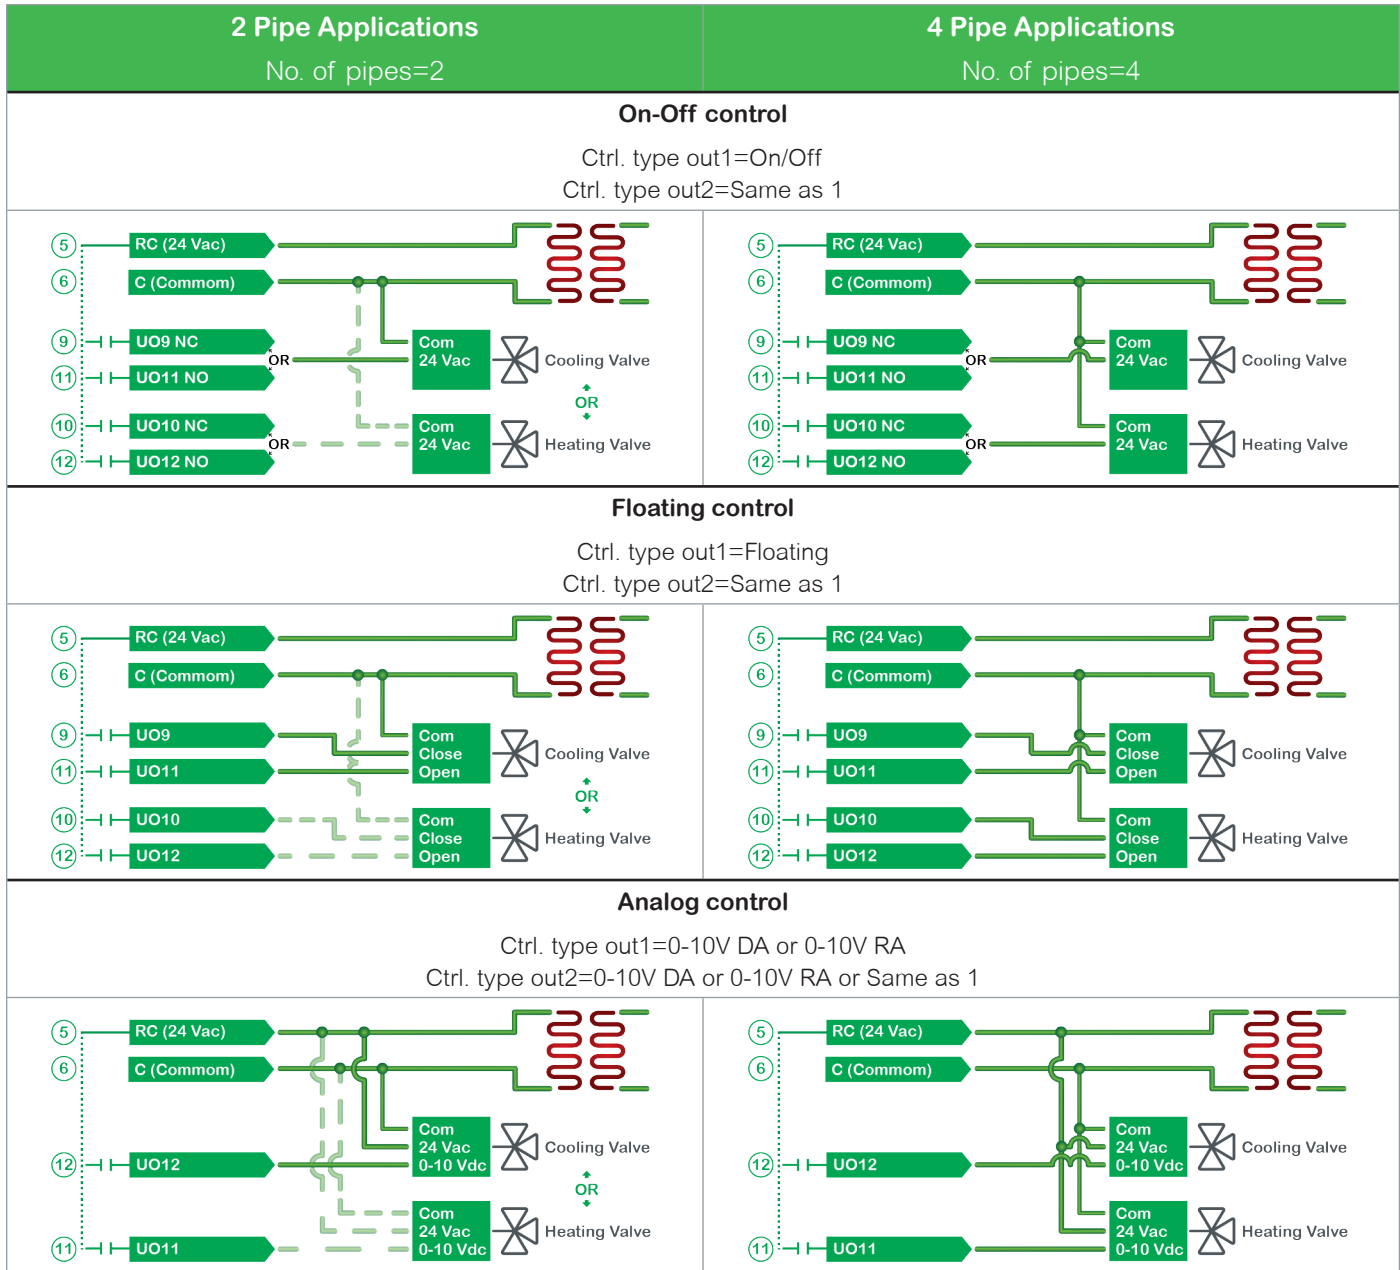 2 Pipe Applications
No. of pipes=2
4 Pipe Applications
No. of pipes=4
On-Off control
Ctrl. type out1=On/Off
Ctrl. type out2=Same as 1
5
RC (24 Vac)
6
C (Commom)
9
UO9 NC
OR
11
UO11 NO
Com
24 Vac
Cooling Valve
OR
10
UO10 NC
OR
12
UO12 NO
Com
24 Vac
Heating Valve
5
RC (24 Vac)
6
C (Commom)
9
UO9 NC
OR
11
UO11 NO
Com
24 Vac
Cooling Valve
10
UO10 NC
OR
12
UO12 NO
Com
24 Vac
Heating Valve
Floating control
Ctrl. type out1=Floating
Ctrl. type out2=Same as 1
5
RC (24 Vac)
6
C (Commom)
9
UO9
11
UO11
Com
Close
Open
Cooling Valve
OR
10
UO10
12
UO12
Com
Close
Open
Heating Valve
5
RC (24 Vac)
6
C (Commom)
9
UO9
11
UO11
Com
Close
Open
Cooling Valve
10
UO10
12
UO12
Com
Close
Open
Heating Valve
Analog control
Ctrl. type out1=0-10V DA or 0-10V RA
Ctrl. type out2=0-10V DA or 0-10V RA or Same as 1
5
RC (24 Vac)
6
C (Commom)
12
UO12
Com
24 Vac
0-10 Vdc
Cooling Valve
OR
11
UO11
Com
24 Vac
0-10 Vdc
Heating Valve
5
RC (24 Vac)
6
C (Commom)
12
UO12
Com
24 Vac
0-10 Vdc
Cooling Valve
11
UO11
Com
24 Vac
0-10 Vdc
Heating Valve